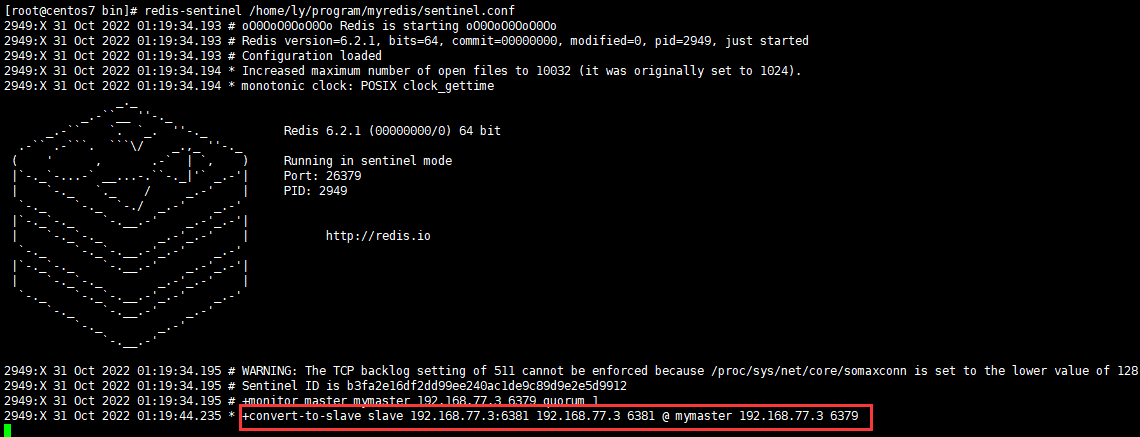 [root@centos7 bin]# redis-sentinel /home/ly/program/myredis/sentinel.conf
2949:X 31 Oct 2022 01:19:34.193 # oO0OoO0OoO0Oo Redis is starting oO0OoO0OoO0Oo
2949:X 31 Oct 2022 01:19:34.193 # Redis version=6.2.1, bits=64, commit=00000000, modified=0, pid=2949, just started
2949:X 31 Oct 2022 01:19:34.193 # Configuration loaded
2949:X 31 Oct 2022 01:19:34.194 * Increased maximum number of open files to 10032 (it was originally set to 1024).
2949:X 31 Oct 2022 01:19:34.194 * monotonic clock: POSIX clock_gettime
Redis 6.2.1 (00000000/0) 64 bit
Running in sentinel mode
Port: 26379
PID: 2949
http://redis.io
2949:X 31 Oct 2022 01:19:34.195 # WARNING: The TCP backlog setting of 511 cannot be enforced because /proc/sys/net/core/somaxconn is set to the lower value of 128
2949:X 31 Oct 2022 01:19:34.195 # Sentinel ID is b3fa2e16df2dd99ee240ac1de9c89d9e2e5d9912
2949:X 31 Oct 2022 01:19:34.195 # +monitor master mymaster 192.168.77.3 6379 quorum 1
2949:X 31 Oct 2022 01:19:44.235 * +convert-to-slave slave 192.168.77.3:6381 192.168.77.3 6381 @ mymaster 192.168.77.3 6379